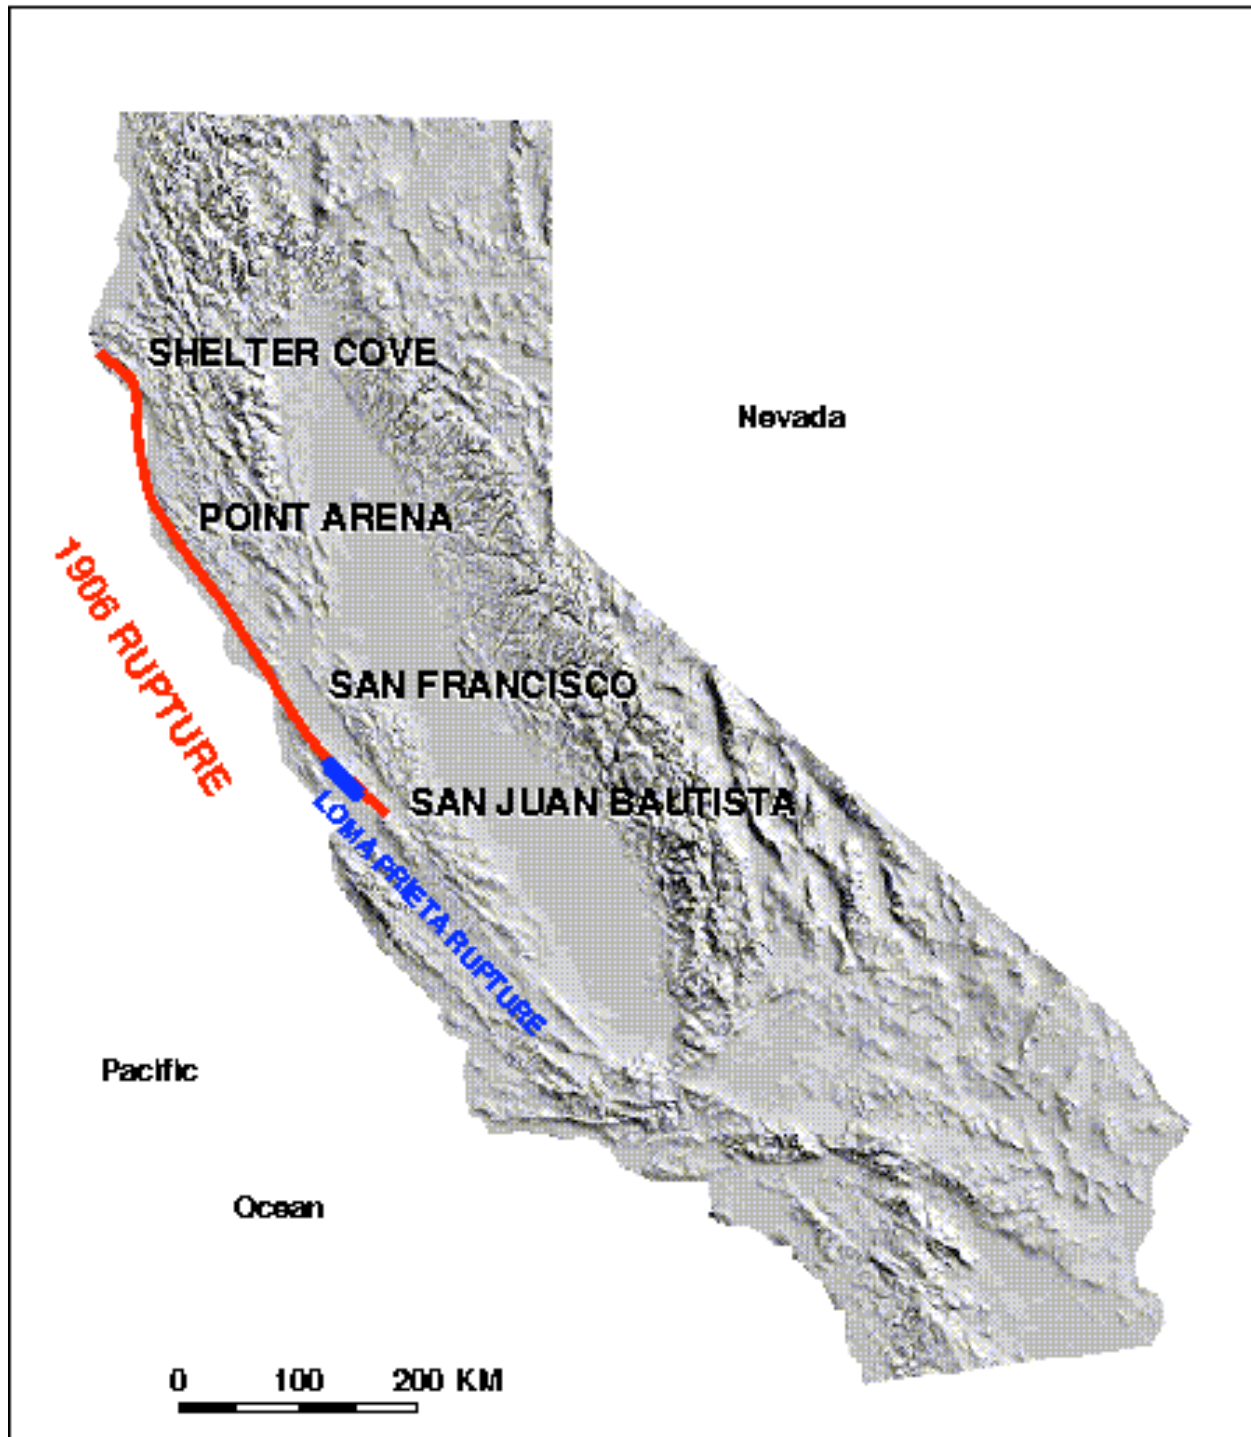 SHELTER COVE
Nevada
POINT ARENA
1906 RUPTURE
SAN FRANCISCO
SAN JUAN BAUTISTA
LOMA PRIETA RUPTURE
Pacific
Ocean
0 100 200 KM